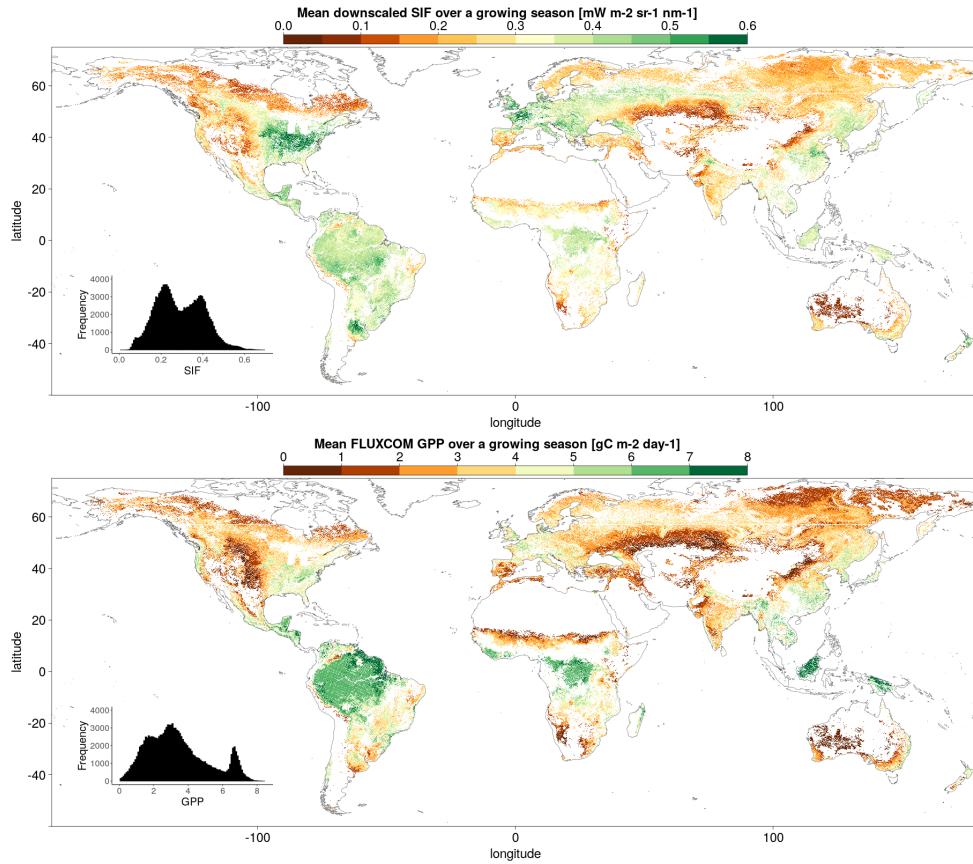 Mean downscaled SIF over a growing season [mW m-2 sr-1 nm-1]
0.0 0.1 0.2 0.3 0.4 0.5 0.6
60
40
20
0
-20
-40
latitude
4000
3000
2000
1000
0
Frequency
0.0 0.2 0.4 0.6
SIF
-100 0 100
longitude
Mean FLUXCOM GPP over a growing season [gC m-2 day-1]
0 1 2 3 4 5 6 7 8
60
40
20
0
-20
-40
latitude
4000
3000
2000
1000
0
Frequency
0 2 4 6 8
GPP
-100 0 100
longitude